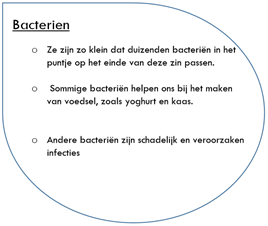 Bacterien
o Ze zijn zo klein dat duizenden bacteriën in het
puntje op het einde van deze zin passen.
o Sommige bacteriën helpen ons bij het maken
van voedsel, zoals yoghurt en kaas.
o Andere bacteriën zijn schadelijk en veroorzaken
infecties